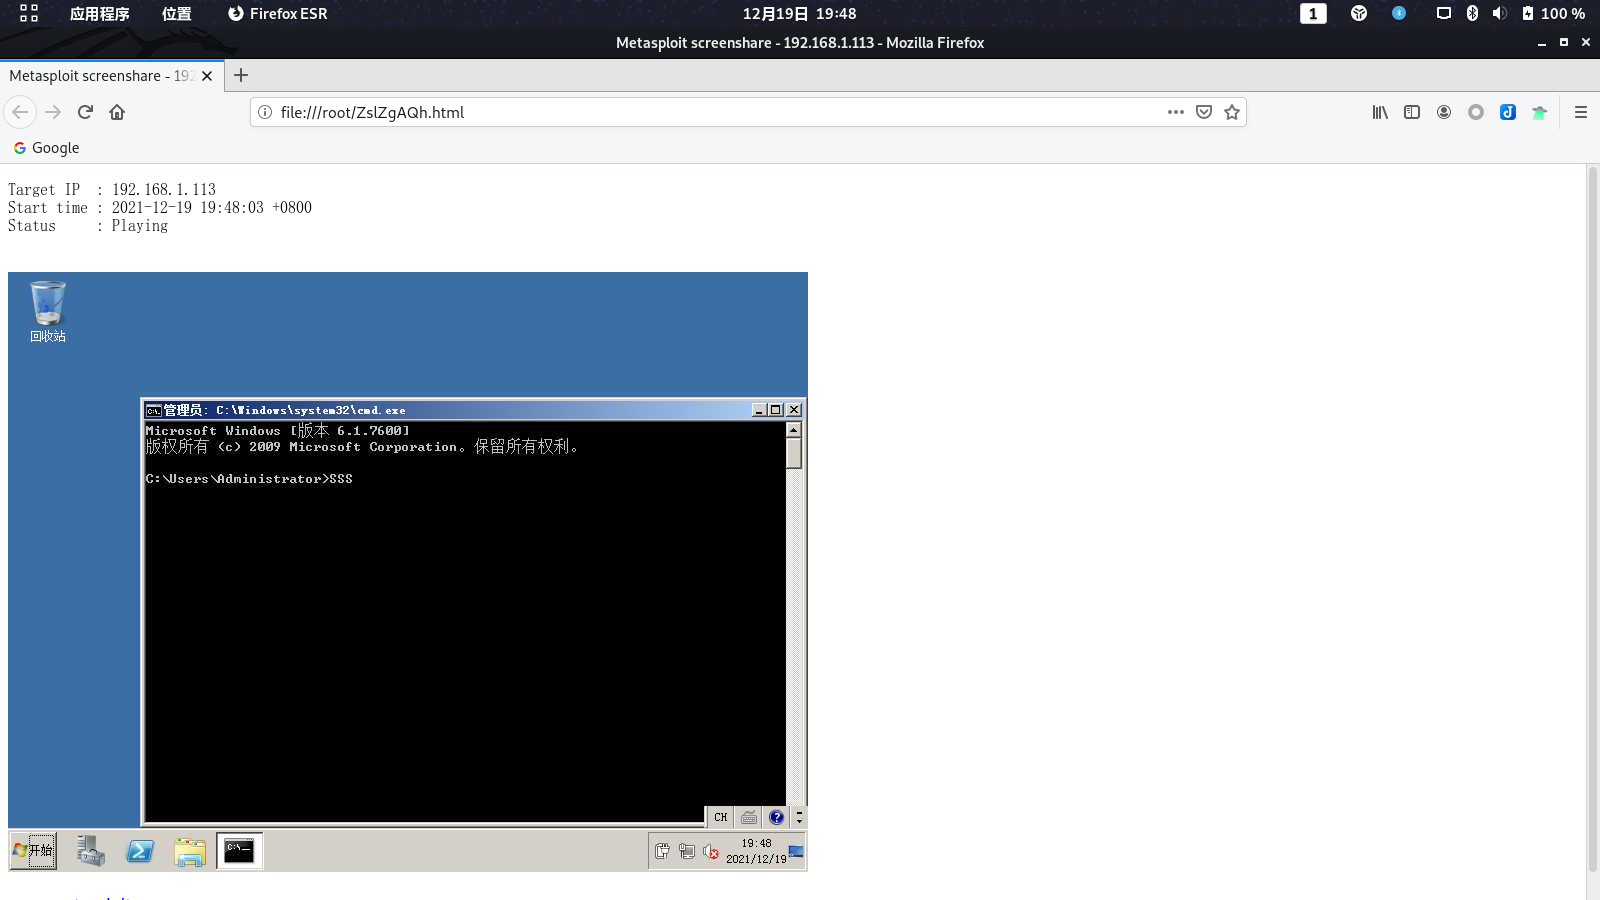 应用程序 位置 Firefox ESR 12月19日 19:48 1 100 %
Metasploit screenshare - 192.168.1.113 - Mozilla Firefox
Metasploit screenshare - 192
file:///root/ZslZgAQh.html
Google
Target IP : 192.168.1.113
Start time : 2021-12-19 19:48:03 +0800
Status : Playing
回收站
管理员: C:\Windows\system32\cmd.exe
Microsoft Windows [版本 6.1.7600]
版权所有 (c) 2009 Microsoft Corporation。保留所有权利。
C:\Users\Administrator>SSS
CH
开始
19:48
2021/12/19